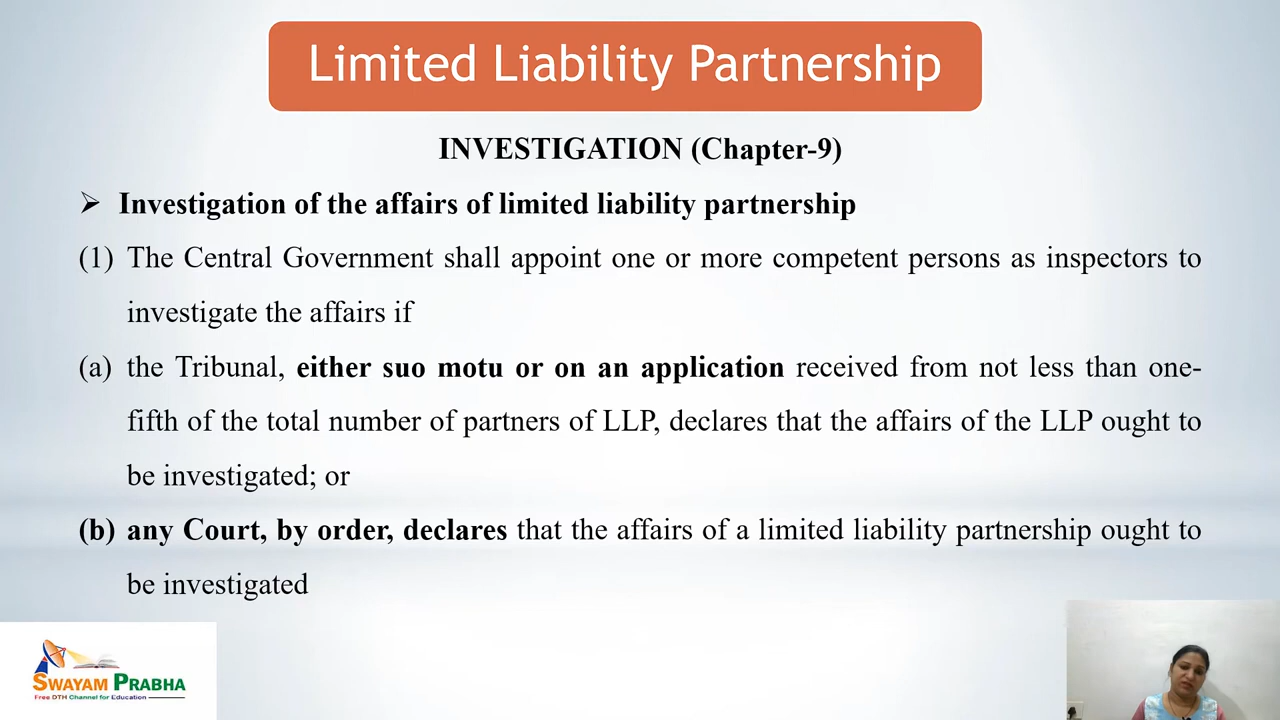 Limited Liability Partnership
INVESTIGATION (Chapter-9)
➢ Investigation of the affairs of limited liability partnership
(1) The Central Government shall appoint one or more competent persons as inspectors to
investigate the affairs if
(a) the Tribunal, either suo motu or on an application received from not less than one-
fifth of the total number of partners of LLP, declares that the affairs of the LLP ought to
be investigated; or
(b) any Court, by order, declares that the affairs of a limited liability partnership ought to
be investigated
SWAYAM PRABHA
Free DTH Channel for Education